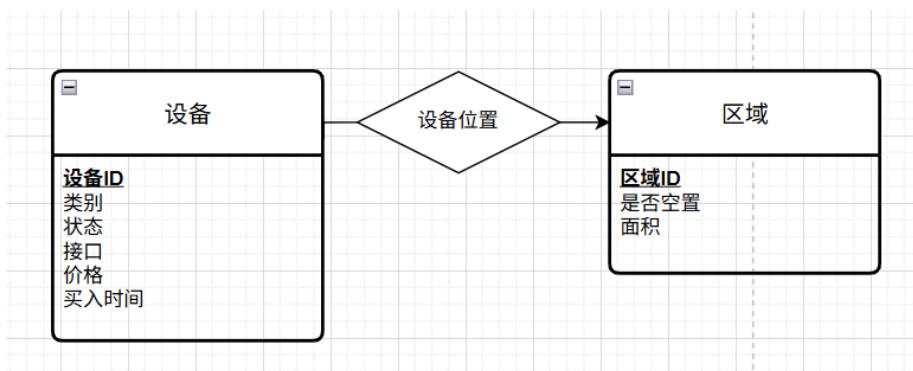 设备
设备ID
类别
状态
接口
价格
买入时间
设备位置
区域
区域ID
是否空置
面积